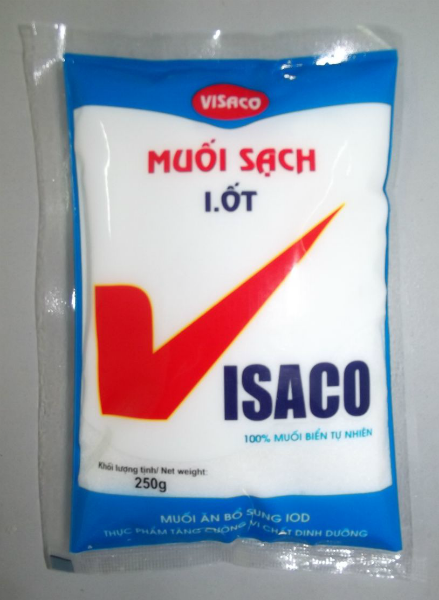 VISACO
MUỐI SẠCH
I.ỐT
VISACO
100% MUỐI BIỂN TỰ NHIÊN
Khối lượng tịnh/ Net weight:
250g
MUỐI ĂN BỔ SUNG IOD
THỰC PHẨM TĂNG CƯỜNG VI CHẤT DINH DƯỠNG